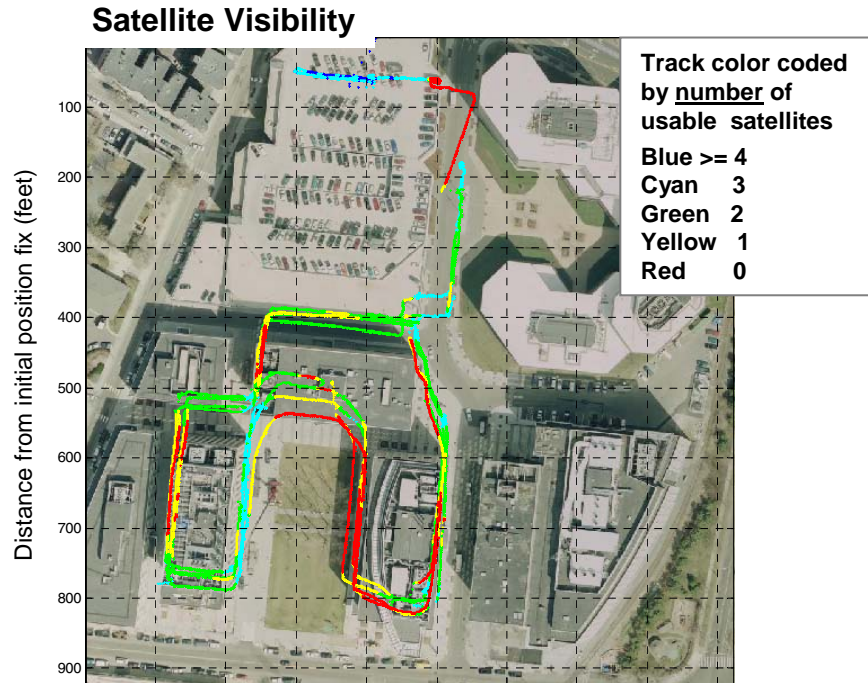 Satellite Visibility
Track color coded
by number of
usable satellites
Blue >= 4
Cyan 3
Green 2
Yellow 1
Red 0
Distance from initial position fix (feet)
100
200
300
400
500
600
700
800
900